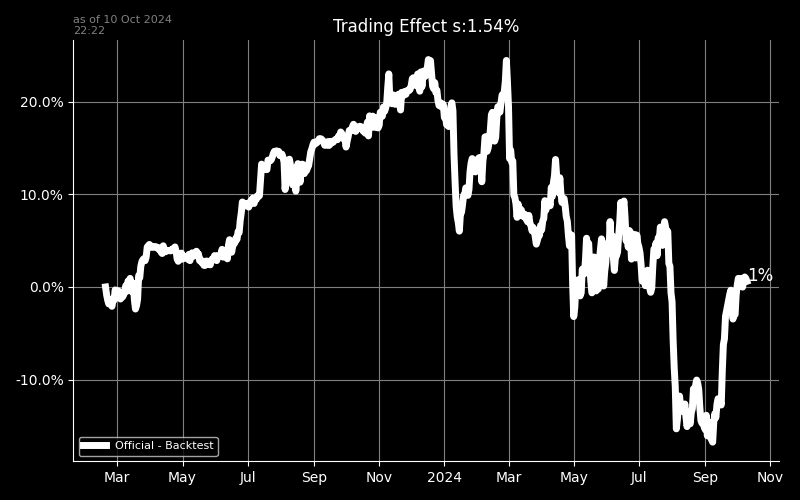 as of 10 Oct 2024
22:22
Trading Effect s:1.54%
20.0%
10.0%
0.0%
-10.0%
1%
Official - Backtest
Mar May Jul Sep Nov 2024 Mar May Jul Sep Nov